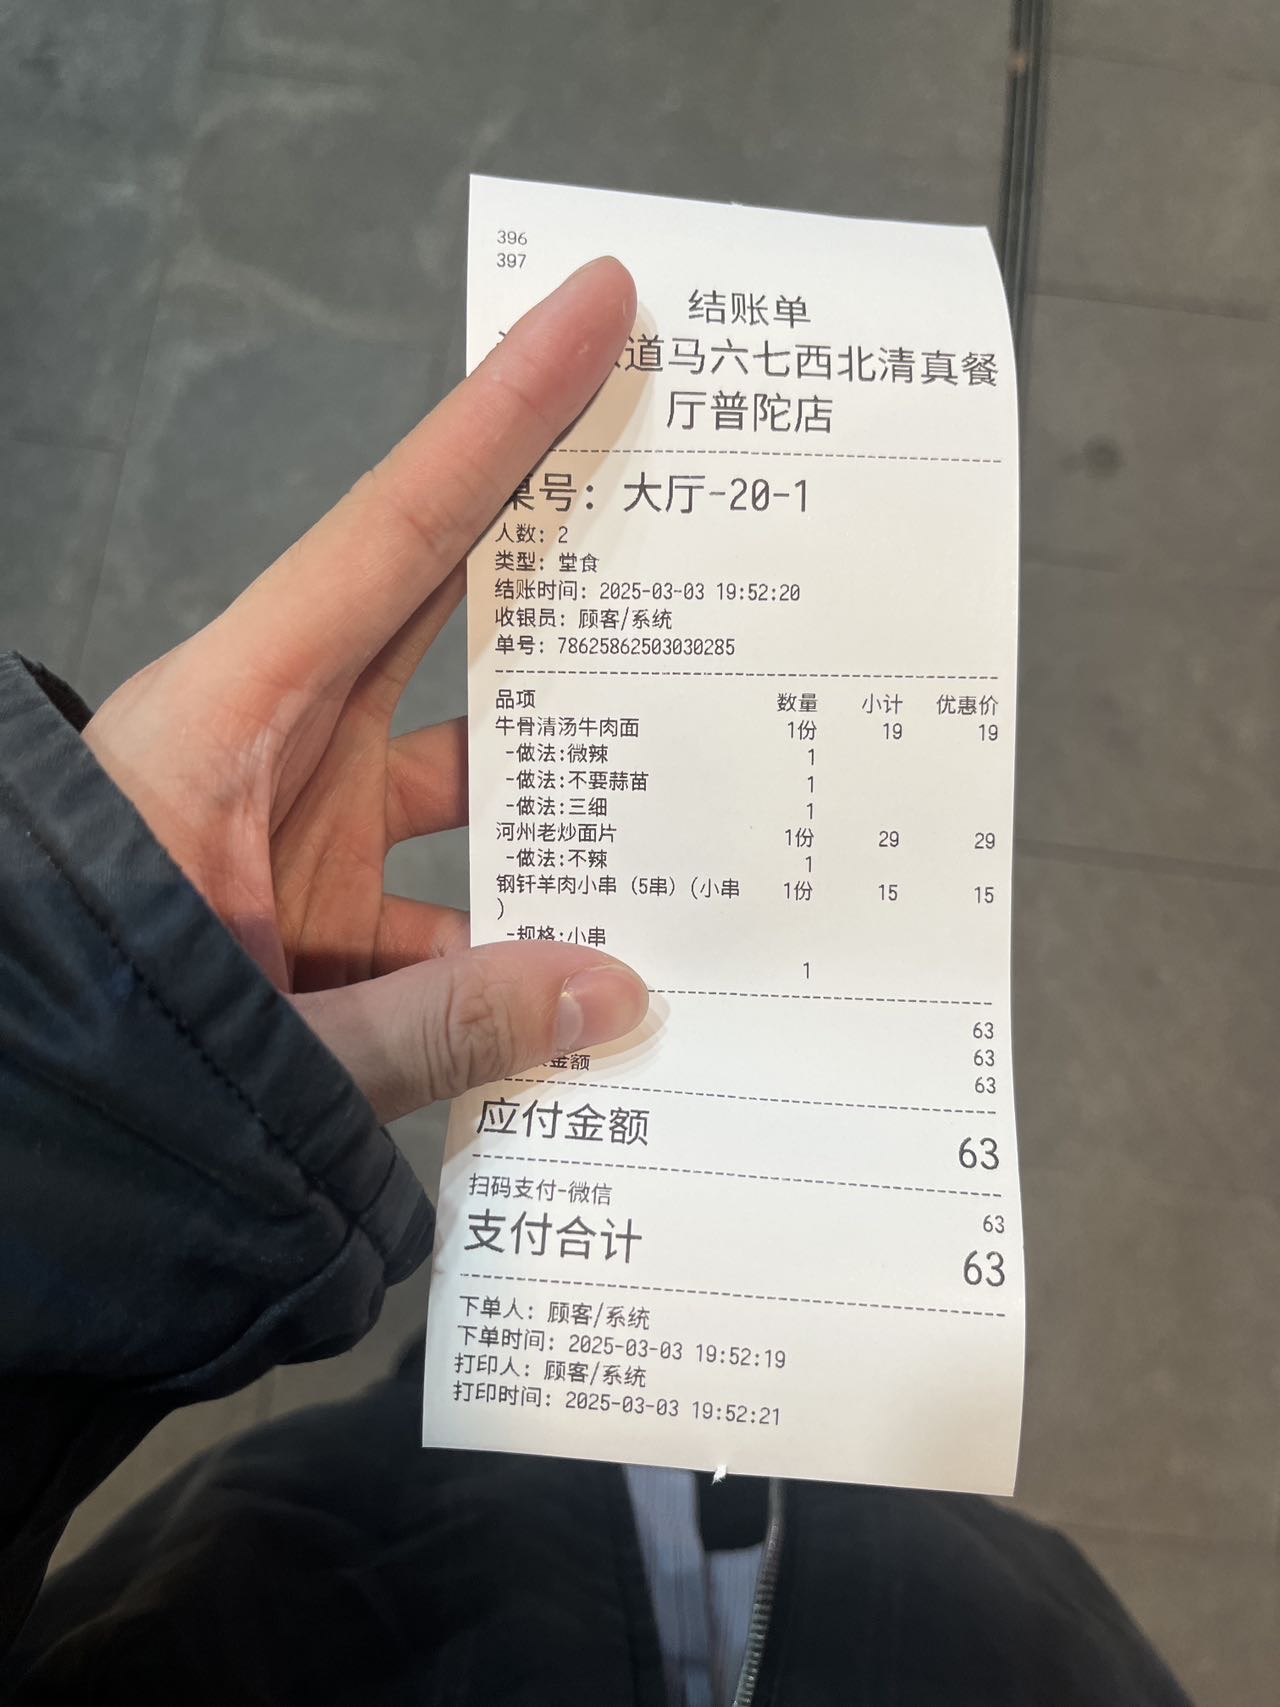 396
397
结账单
道马六七西北清真餐
厅普陀店
桌号: 大厅-20-1
人数: 2
类型: 堂食
结账时间: 2025-03-03 19:52:20
收银员: 顾客/系统
单号: 78625862503030285
品项 数量 小计 优惠价
牛骨清汤牛肉面 1份 19 19
-做法:微辣 1
-做法:不要蒜苗 1
-做法:三细 1
河州老炒面片 1份 29 29
-做法:不辣 1
钢钎羊肉小串 (5串) (小串 1份 15 15
)
-规格:小串
1
63
金额 63
63
应付金额 63
扫码支付-微信 63
支付合计 63
下单人: 顾客/系统
下单时间: 2025-03-03 19:52:19
打印人: 顾客/系统
打印时间: 2025-03-03 19:52:21